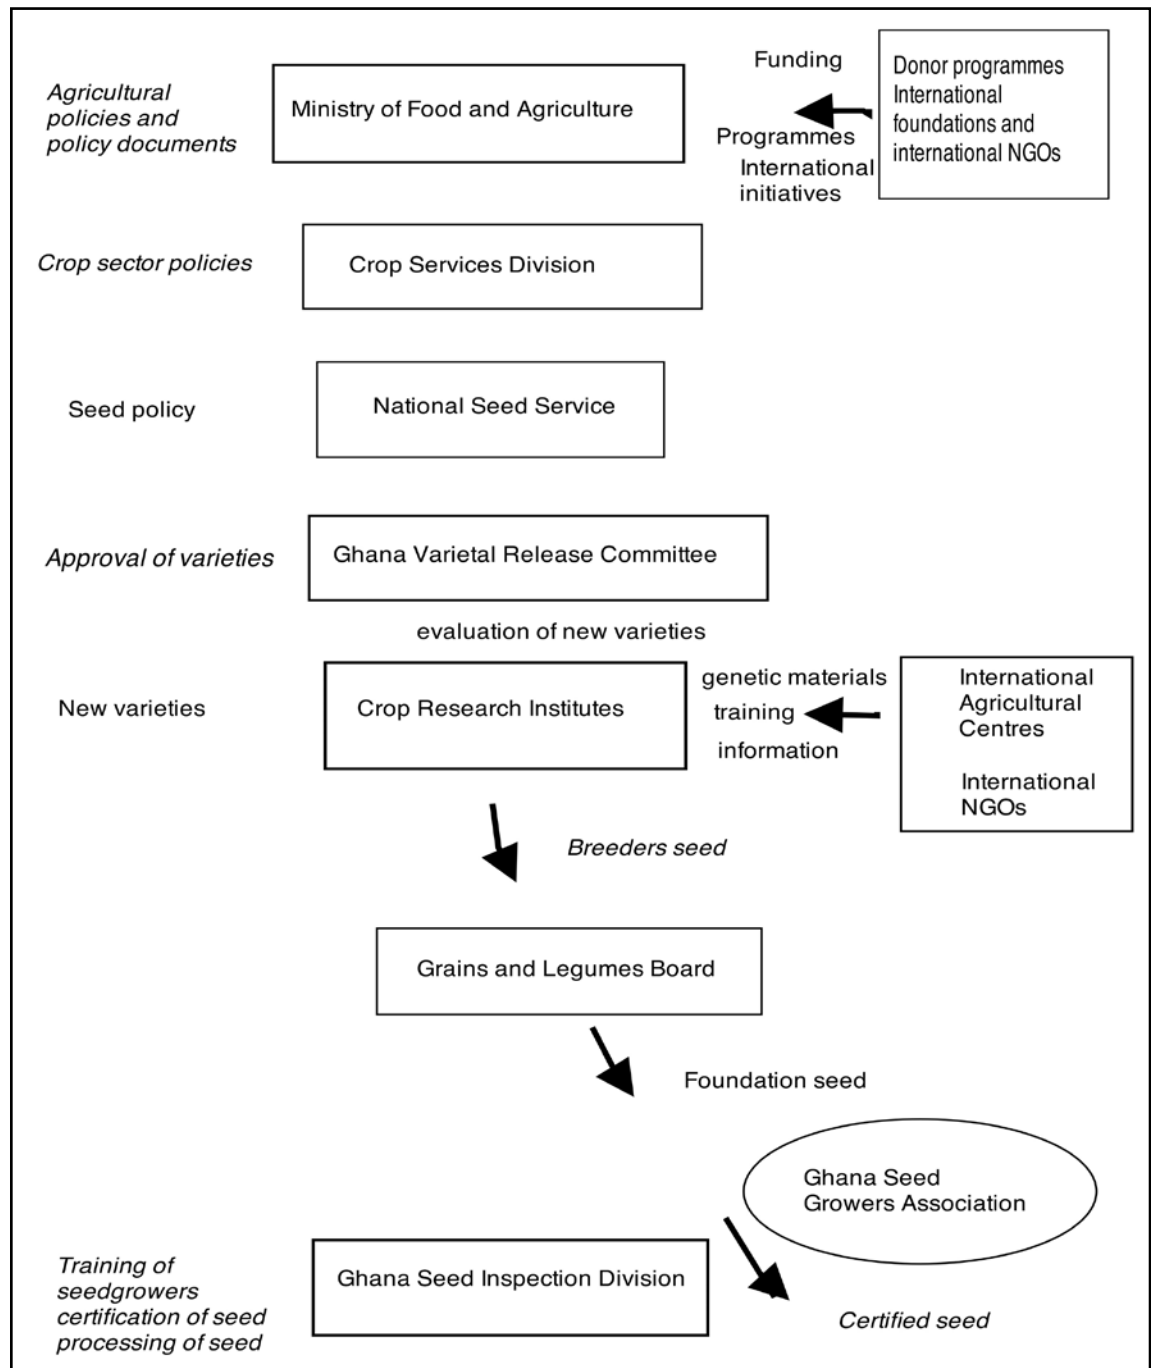 Agricultural
policies and
policy documents
Ministry of Food and Agriculture
Funding
Programmes
International
initiatives
Donor programmes
International
foundations and
international NGOs
Crop sector policies
Crop Services Division
Seed policy
National Seed Service
Approval of varieties
Ghana Varietal Release Committee
evaluation of new varieties
New varieties
Crop Research Institutes
genetic materials
training
information
International
Agricultural
Centres
International
NGOs
Breeders seed
Grains and Legumes Board
Foundation seed
Ghana Seed
Growers Association
Training of
seedgrowers
certification of seed
processing of seed
Ghana Seed Inspection Division
Certified seed